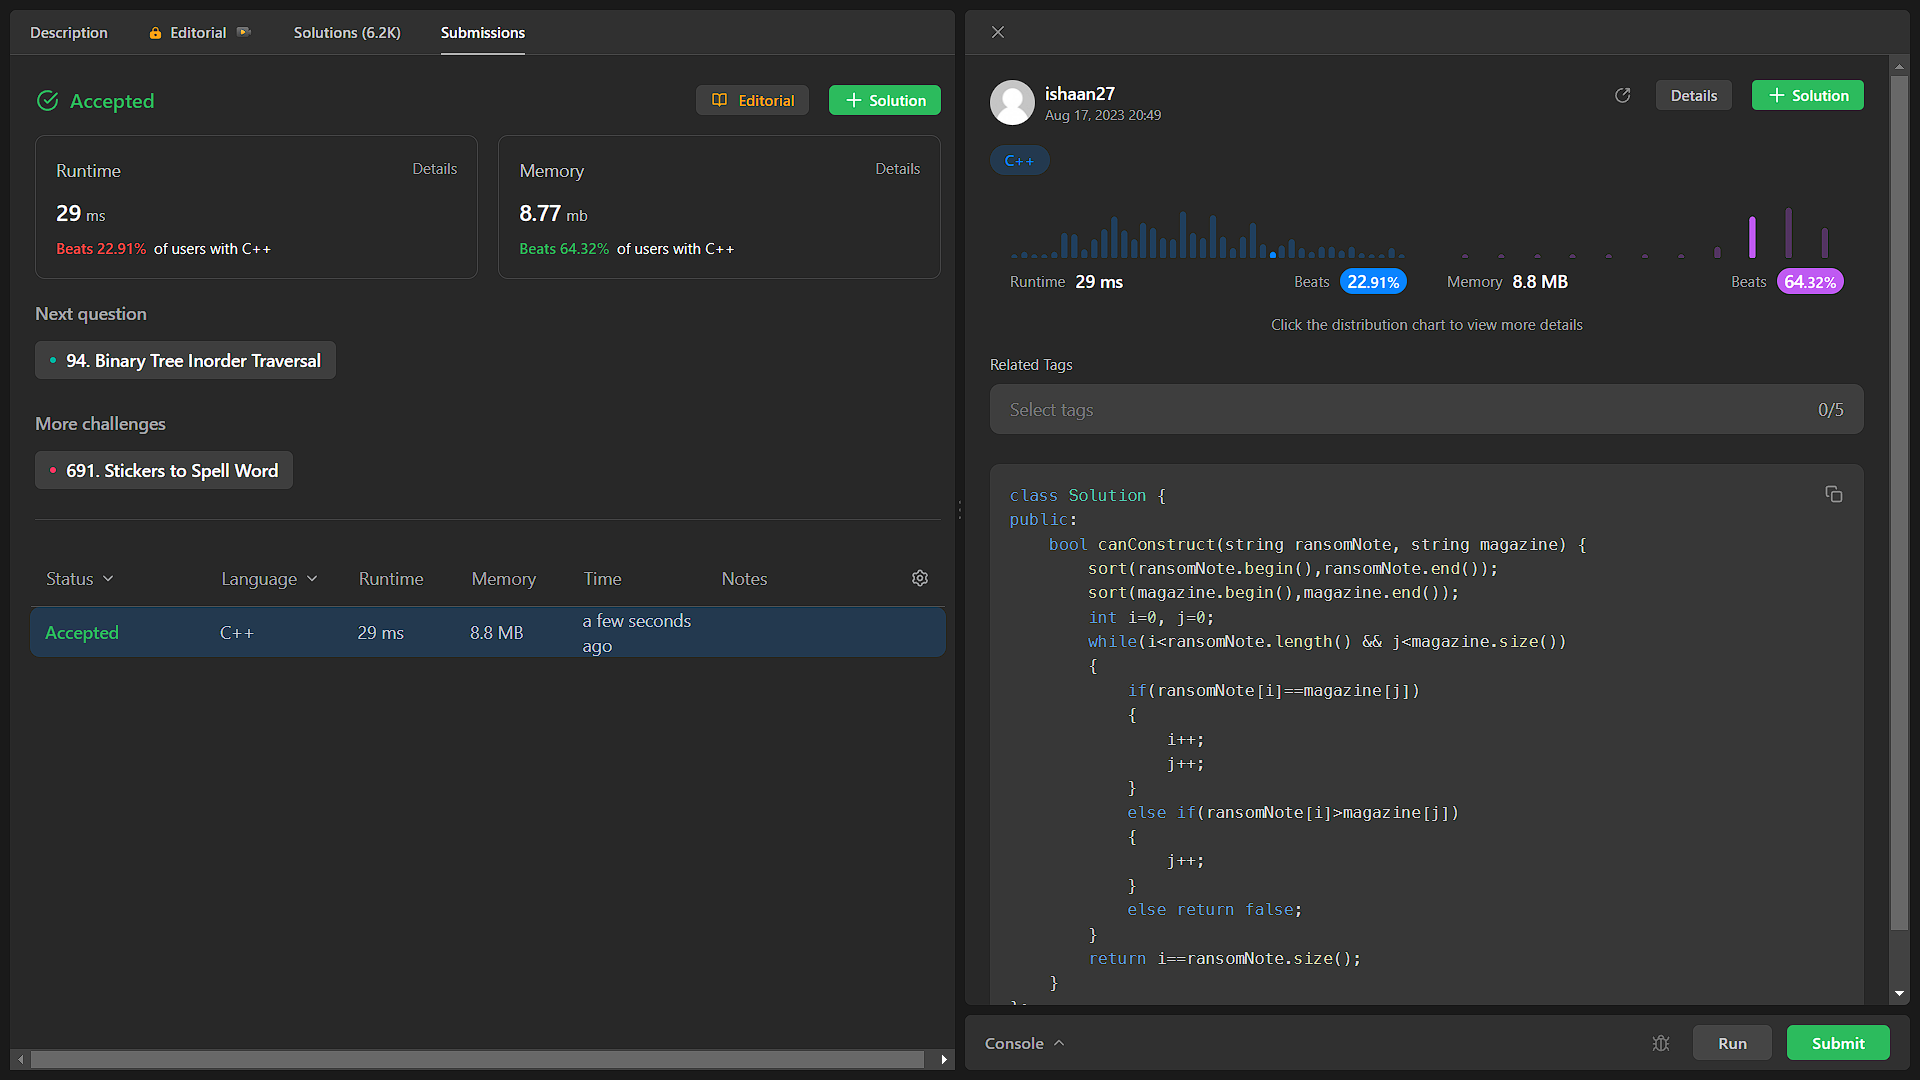 Description
Editorial
Solutions (6.2K)
Submissions
Accepted
Editorial
Solution
Runtime
Details
29 ms
Beats 22.91% of users with C++
Memory
Details
8.77 mb
Beats 64.32% of users with C++
Next question
94. Binary Tree Inorder Traversal
More challenges
691. Stickers to Spell Word
Status
Language
Runtime
Memory
Time
Notes
Accepted
C++
29 ms
8.8 MB
a few seconds
ago
ishaan27
Aug 17, 2023 20:49
Details
Solution
C++
Runtime 29 ms
Beats 22.91%
Memory 8.8 MB
Beats 64.32%
Click the distribution chart to view more details
Related Tags
Select tags
0/5
class Solution {
public:
    bool canConstruct(string ransomNote, string magazine) {
        sort(ransomNote.begin(),ransomNote.end());
        sort(magazine.begin(),magazine.end());
        int i=0, j=0;
        while(i<ransomNote.length() && j<magazine.size())
        {
            if(ransomNote[i]==magazine[j])
            {
                i++;
                j++;
            }
            else if(ransomNote[i]>magazine[j])
            {
                j++;
            }
            else return false;
        }
        return i==ransomNote.size();
    }
Console
Run
Submit